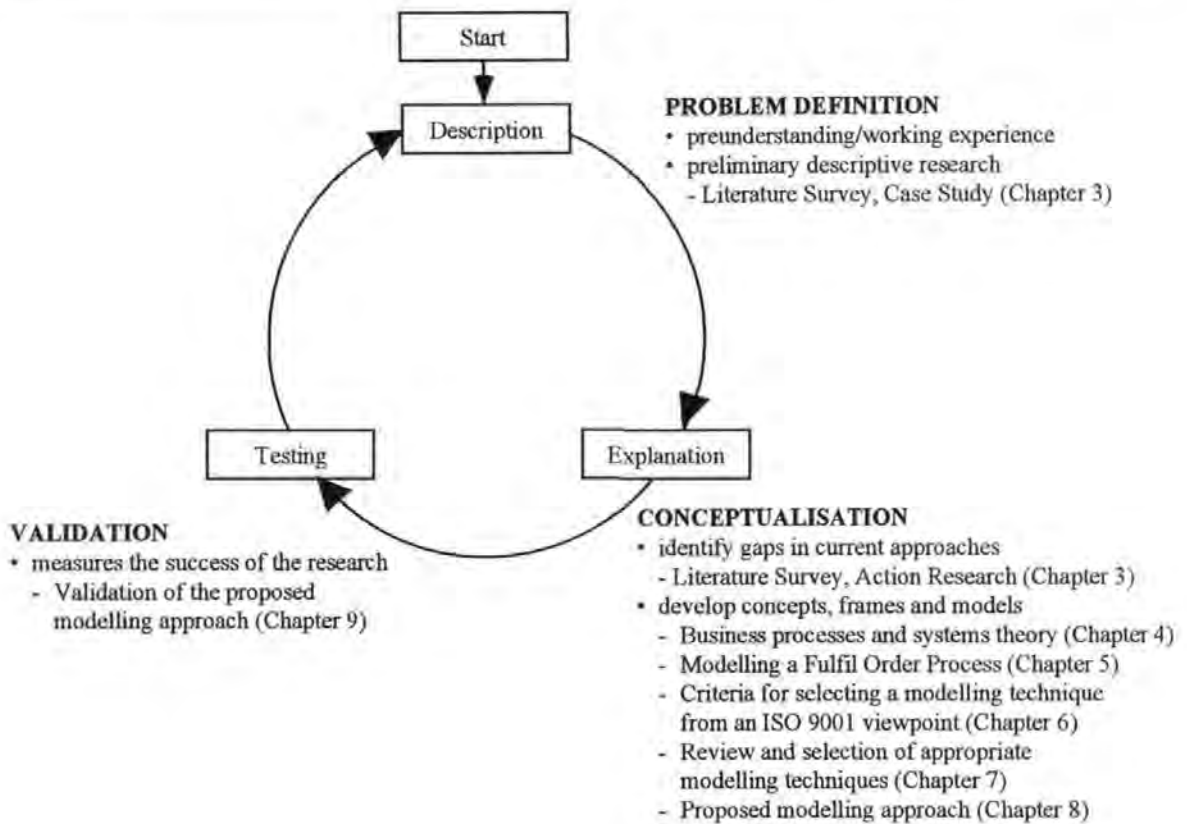 Start
Description
PROBLEM DEFINITION
• preunderstanding/working experience
• preliminary descriptive research
- Literature Survey, Case Study (Chapter 3)
Testing
Explanation
VALIDATION
• measures the success of the research
- Validation of the proposed
modelling approach (Chapter 9)
CONCEPTUALISATION
• identify gaps in current approaches
- Literature Survey, Action Research (Chapter 3)
• develop concepts, frames and models
- Business processes and systems theory (Chapter 4)
- Modelling a Fulfil Order Process (Chapter 5)
- Criteria for selecting a modelling technique
from an ISO 9001 viewpoint (Chapter 6)
- Review and selection of appropriate
modelling techniques (Chapter 7)
- Proposed modelling approach (Chapter 8)